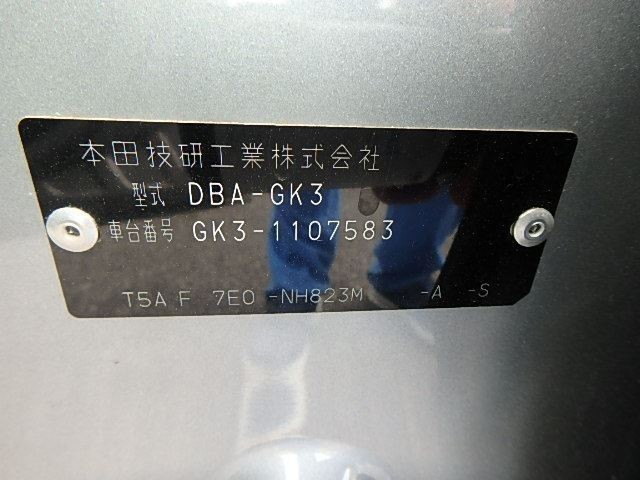 本田技研工業株式会社
型式 DBA-GK3
車台番号 GK3-1107583
T5A F 7E0 -NH823M -A -S